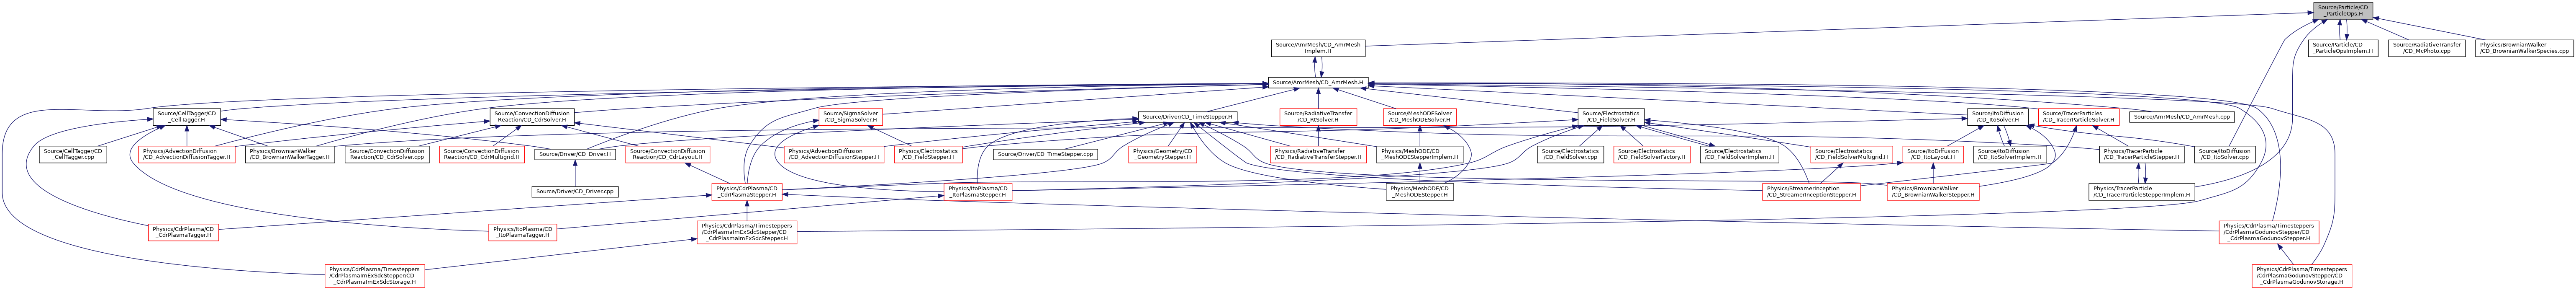 Source/Particle/CD
_ParticleOps.H
Source/AmrMesh/CD_AmrMesh
Implem.H
Source/Particle/CD
_ParticleOpsImplem.H
Source/RadiativeTransfer
/CD_McPhoto.cpp
Physics/BrownianWalker
/CD_BrownianWalkerSpecies.cpp
Source/AmrMesh/CD_AmrMesh.H
Source/CellTagger/CD
_CellTagger.H
Source/ConvectionDiffusion
Reaction/CD_CdrSolver.H
Source/SigmaSolver
/CD_SigmaSolver.H
Source/Driver/CD_TimeStepper.H
Source/RadiativeTransfer
/CD_RtSolver.H
Source/MeshODESolver
/CD_MeshODESolver.H
Source/Electrostatics
/CD_FieldSolver.H
Source/ItoDiffusion
/CD_ItoSolver.H
Source/TracerParticles
/CD_TracerParticleSolver.H
Source/AmrMesh/CD_AmrMesh.cpp
Source/CellTagger/CD
_CellTagger.cpp
Physics/AdvectionDiffusion
/CD_AdvectionDiffusionTagger.H
Physics/BrownianWalker
/CD_BrownianWalkerTagger.H
Source/ConvectionDiffusion
Reaction/CD_CdrSolver.cpp
Source/ConvectionDiffusion
Reaction/CD_CdrMultigrid.H
Source/Driver/CD_Driver.H
Source/ConvectionDiffusion
Reaction/CD_CdrLayout.H
Physics/AdvectionDiffusion
/CD_AdvectionDiffusionStepper.H
Physics/Electrostatics
/CD_FieldStepper.H
Source/Driver/CD_TimeStepper.cpp
Physics/Geometry/CD
_GeometryStepper.H
Physics/RadiativeTransfer
/CD_RadiativeTransferStepper.H
Physics/MeshODE/CD
_MeshODEStepperImplem.H
Source/Electrostatics
/CD_FieldSolver.cpp
Source/Electrostatics
/CD_FieldSolverFactory.H
Source/Electrostatics
/CD_FieldSolverImplem.H
Source/Electrostatics
/CD_FieldSolverMultigrid.H
Source/ItoDiffusion
/CD_ItoLayout.H
Source/ItoDiffusion
/CD_ItoSolverImplem.H
Physics/TracerParticle
/CD_TracerParticleStepper.H
Source/ItoDiffusion
/CD_ItoSolver.cpp
Source/Driver/CD_Driver.cpp
Physics/CdrPlasma/CD
_CdrPlasmaStepper.H
Physics/ItoPlasma/CD
_ItoPlasmaStepper.H
Physics/MeshODE/CD
_MeshODEStepper.H
Physics/StreamerInception
/CD_StreamerInceptionStepper.H
Physics/BrownianWalker
/CD_BrownianWalkerStepper.H
Physics/TracerParticle
/CD_TracerParticleStepperImplem.H
Physics/CdrPlasma/CD
_CdrPlasmaTagger.H
Physics/ItoPlasma/CD
_ItoPlasmaTagger.H
Physics/CdrPlasma/Timesteppers
/CdrPlasmaImExSdcStepper/CD
_CdrPlasmaImExSdcStepper.H
Physics/CdrPlasma/Timesteppers
/CdrPlasmaGodunovStepper/CD
_CdrPlasmaGodunovStepper.H
Physics/CdrPlasma/Timesteppers
/CdrPlasmaImExSdcStepper/CD
_CdrPlasmaImExSdcStorage.H
Physics/CdrPlasma/Timesteppers
/CdrPlasmaGodunovStepper/CD
_CdrPlasmaGodunovStorage.H